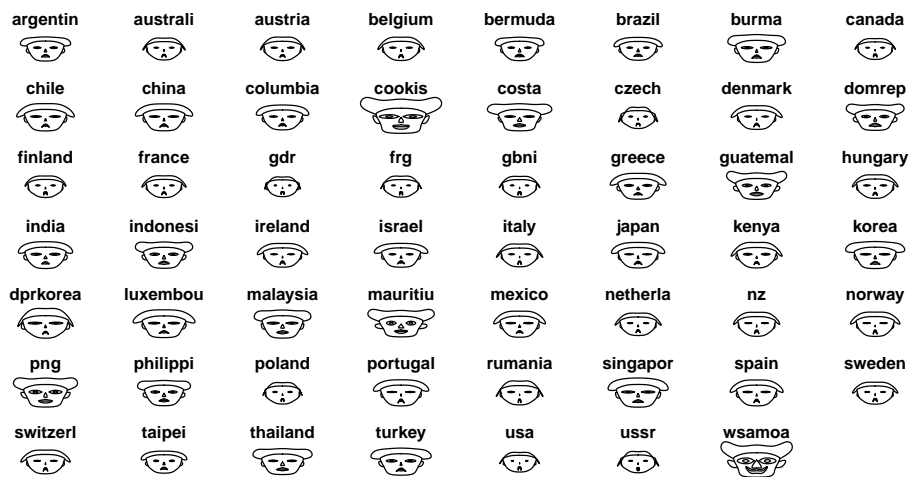 argentin australi austria belgium bermuda brazil burma canada
chile china columbia cookis costa czech denmark domrep
finland france gdr frg gbni greece guatemal hungary
india indonesi ireland israel italy japan kenya korea
dprkorea luxembou malaysia mauritiu mexico netherla nz norway
png philippi poland portugal rumania singapor spain sweden
switzerl taipei thailand turkey usa ussr wsamoa